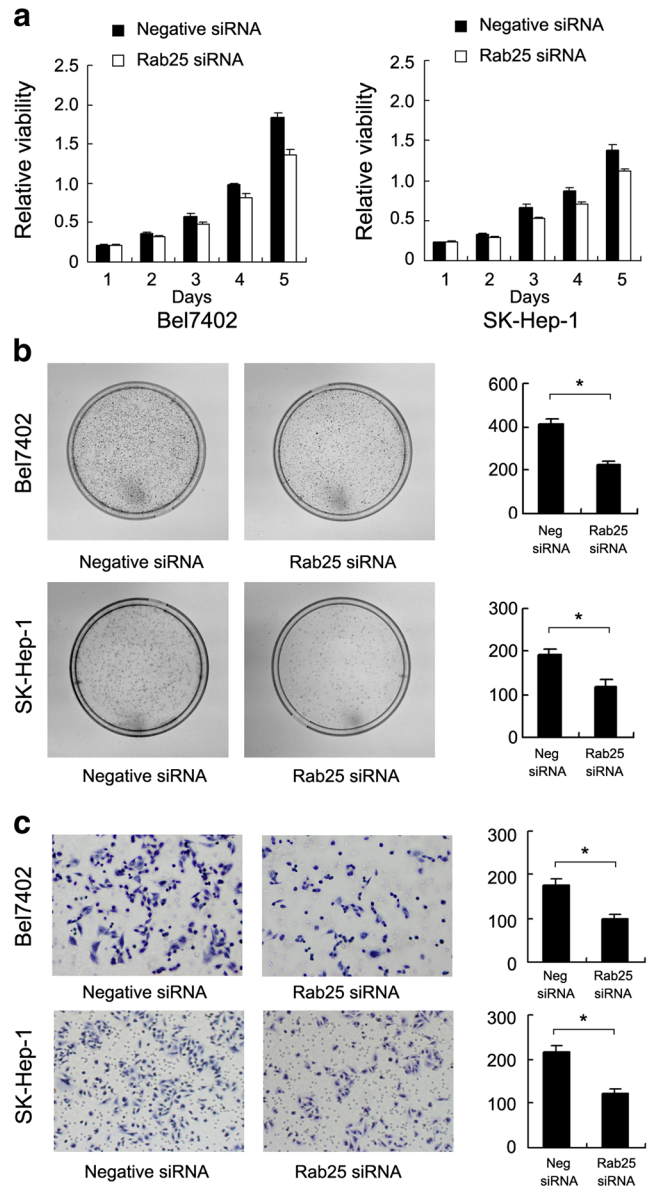 a
Negative siRNA
Rab25 siRNA
Relative viability
2.5
2.0
1.5
1.0
0.5
0
1 2 3 4 5
Days
Bel7402
Negative siRNA
Rab25 siRNA
Relative viability
2.5
2.0
1.5
1.0
0.5
0
1 2 3 4 5
Days
SK-Hep-1
b
Bel7402
Negative siRNA
Rab25 siRNA
600
400
200
0
*
Neg siRNA
Rab25 siRNA
SK-Hep-1
Negative siRNA
Rab25 siRNA
300
200
100
0
*
Neg siRNA
Rab25 siRNA
c
Bel7402
Negative siRNA
Rab25 siRNA
300
200
100
0
*
Neg siRNA
Rab25 siRNA
SK-Hep-1
Negative siRNA
Rab25 siRNA
300
200
100
0
*
Neg siRNA
Rab25 siRNA